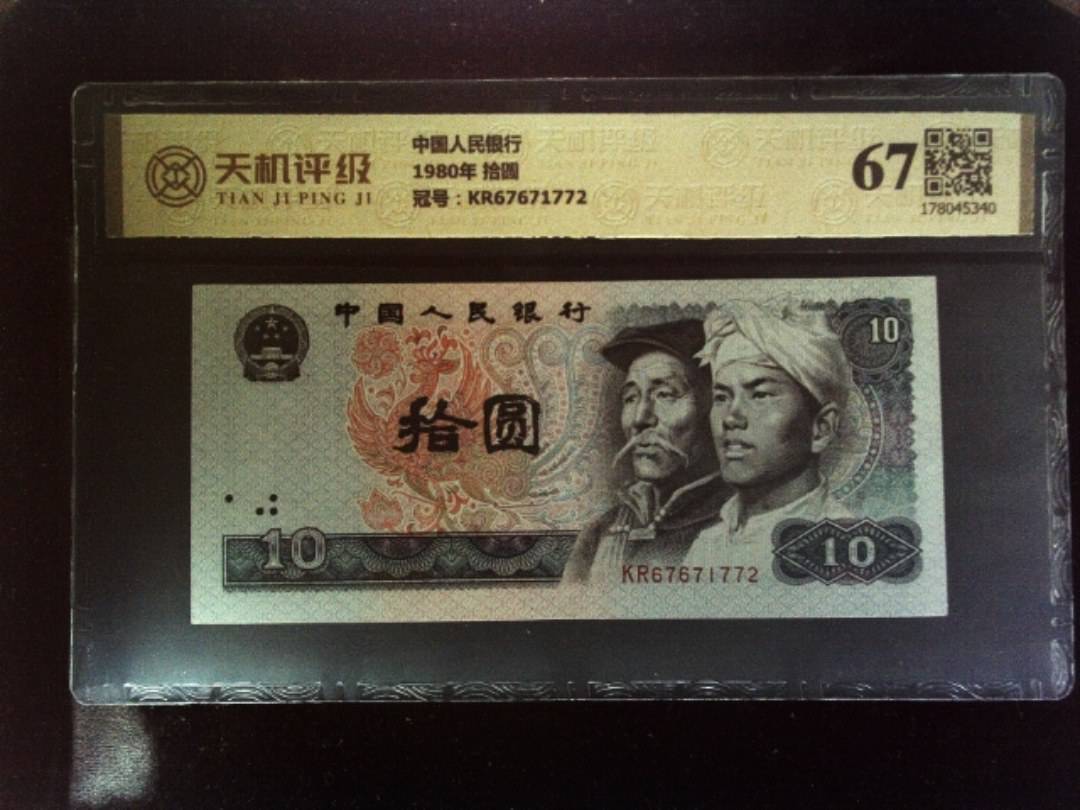 天机评级
TIAN JI PING JI
中国人民银行
1980年 拾圆
冠号：KR67671772
67
178045340
中国人民银行
10
拾圆
10
KR67671772
10